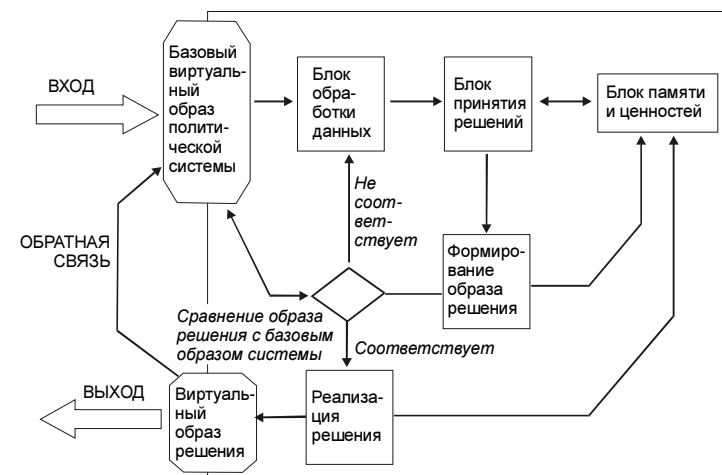 ВХОД
Базовый
виртуаль-
ный
образ
полити-
ческой
системы
Блок
обра-
ботки
данных
Блок
принятия
решений
Блок памяти
и ценностей
Не
соот-
вет-
ствует
ОБРАТНАЯ
СВЯЗЬ
Формиро-
вание
образа
решения
Сравнение образа
решения с базовым
образом системы
Соответствует
ВЫХОД
Виртуаль-
ный
образ
решения
Реализа-
ция
решения